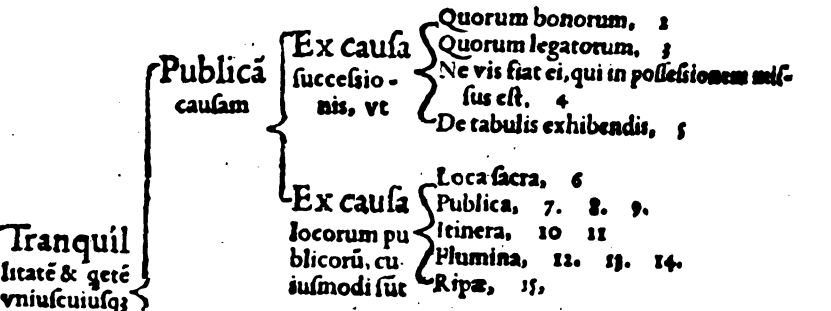 Tranquil
litatē & qetē
vniuſcuiuſqꝫ
Publicā
cauſam
Ex cauſa
ſucceſsio-
nis, vt
Quorum bonorum, 2
Quorum legatorum, 3
Ne vis fiat ei, qui in poſſeſsionem miſ-
ſus eſt. 4
De tabulis exhibendis, 5
Ex cauſa
locorum pu
blicorū, cu-
iuſmodi ſūt
Loca ſacra, 6
Publica, 7. 8. 9.
Itinera, 10 11
Flumina, 12. 13. 14.
Ripæ, 15,